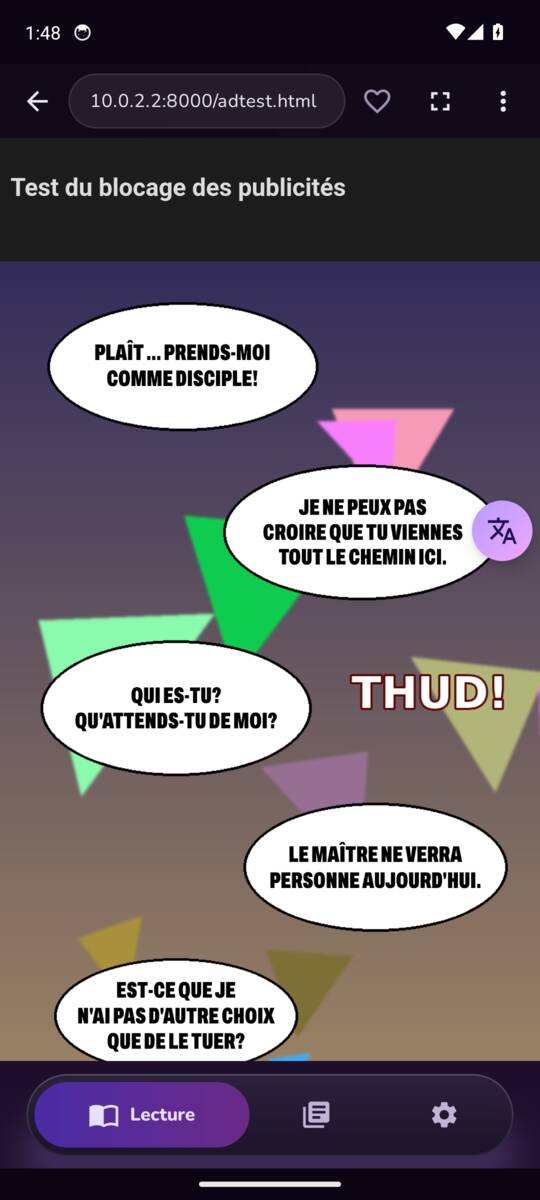 1:48
10.0.2.2:8000/adtest.html
Test du blocage des publicités
PLAÎT ... PRENDS-MOI
COMME DISCIPLE!
JE NE PEUX PAS
CROIRE QUE TU VIENNES
TOUT LE CHEMIN ICI.
QUI ES-TU?
QU'ATTENDS-TU DE MOI?
THUD!
LE MAÎTRE NE VERRA
PERSONNE AUJOURD'HUI.
EST-CE QUE JE
N'AI PAS D'AUTRE CHOIX
QUE DE LE TUER?
Lecture